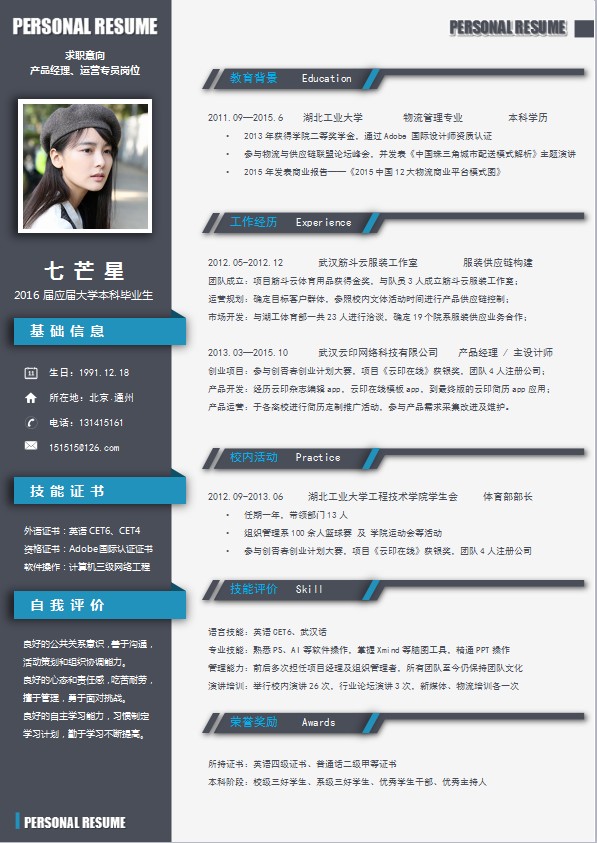 PERSONAL RESUME
求职意向
产品经理、运营专员岗位
七芒星
2016 届应届大学本科毕业生
基础信息
11
生日：1991.12.18
所在地：北京.通州
电话：131415161
151515@126.com
技能证书
外语证书：英语 CET6、CET4
资格证书：Adobe国际认证证书
软件操作：计算机三级网络工程
自我评价
良好的公共关系意识，善于沟通，
活动策划和组织协调能力。
良好的心态和责任感，吃苦耐劳，
擅于管理，勇于面对挑战。
良好的自主学习能力，习惯制定
学习计划，勤于学习不断提高。
PERSONAL RESUME
PERSONAL RESUME
教育背景 Education
2011.09—2015.6 湖北工业大学 物流管理专业 本科学历
• 2013 年获得学院二等奖学金，通过 Adobe 国际设计师资质认证
• 参与物流与供应链联盟论坛峰会，并发表《中国珠三角城市配送模式解析》主题演讲
• 2015 年发表商业报告——《2015 中国 12 大物流商业平台模式图》
工作经历 Experience
2012.05-2012.12 武汉筋斗云服装工作室 服装供应链构建
团队成立：项目筋斗云体育用品获得金奖，与队员 3 人成立筋斗云服装工作室；
运营规划：确定目标客户群体，参照校内文体活动时间进行产品供应链控制；
市场开发：与湖工体育部一共 23 人进行洽谈，确定 19 个院系服装供应业务合作；
2013.03—2015.10 武汉云印网络科技有限公司 产品经理 / 主设计师
创业项目：参与创青春创业计划大赛，项目《云印在线》获银奖，团队 4 人注册公司；
产品开发：经历云印杂志编辑 app，云印在线模板 app，到最终版的云印简历 app 应用；
产品运营：于各高校进行简历定制推广活动，参与产品需求采集改进及维护。
校内活动 Practice
2012.09-2013.06 湖北工业大学工程技术学院学生会 体育部部长
• 任期一年，带领部门 13 人
• 组织管理系 100 余人篮球赛 及 学院运动会等活动
• 参与创青春创业计划大赛，项目《云印在线》获银奖，团队 4 人注册公司
技能评价 Skill
语言技能：英语 CET6、武汉话
专业技能：熟悉 PS、AI 等软件操作，掌握 Xmind 等脑图工具，精通 PPT 操作
管理能力：前后多次担任项目经理及组织管理者，所有团队至今仍保持团队文化
演讲培训：举行校内演讲 26 次，行业论坛演讲 3 次，新媒体、物流培训各一次
荣誉奖励 Awards
所持证书：英语四级证书、普通话二级甲等证书
本科阶段：校级三好学生、系级三好学生、优秀学生干部、优秀主持人